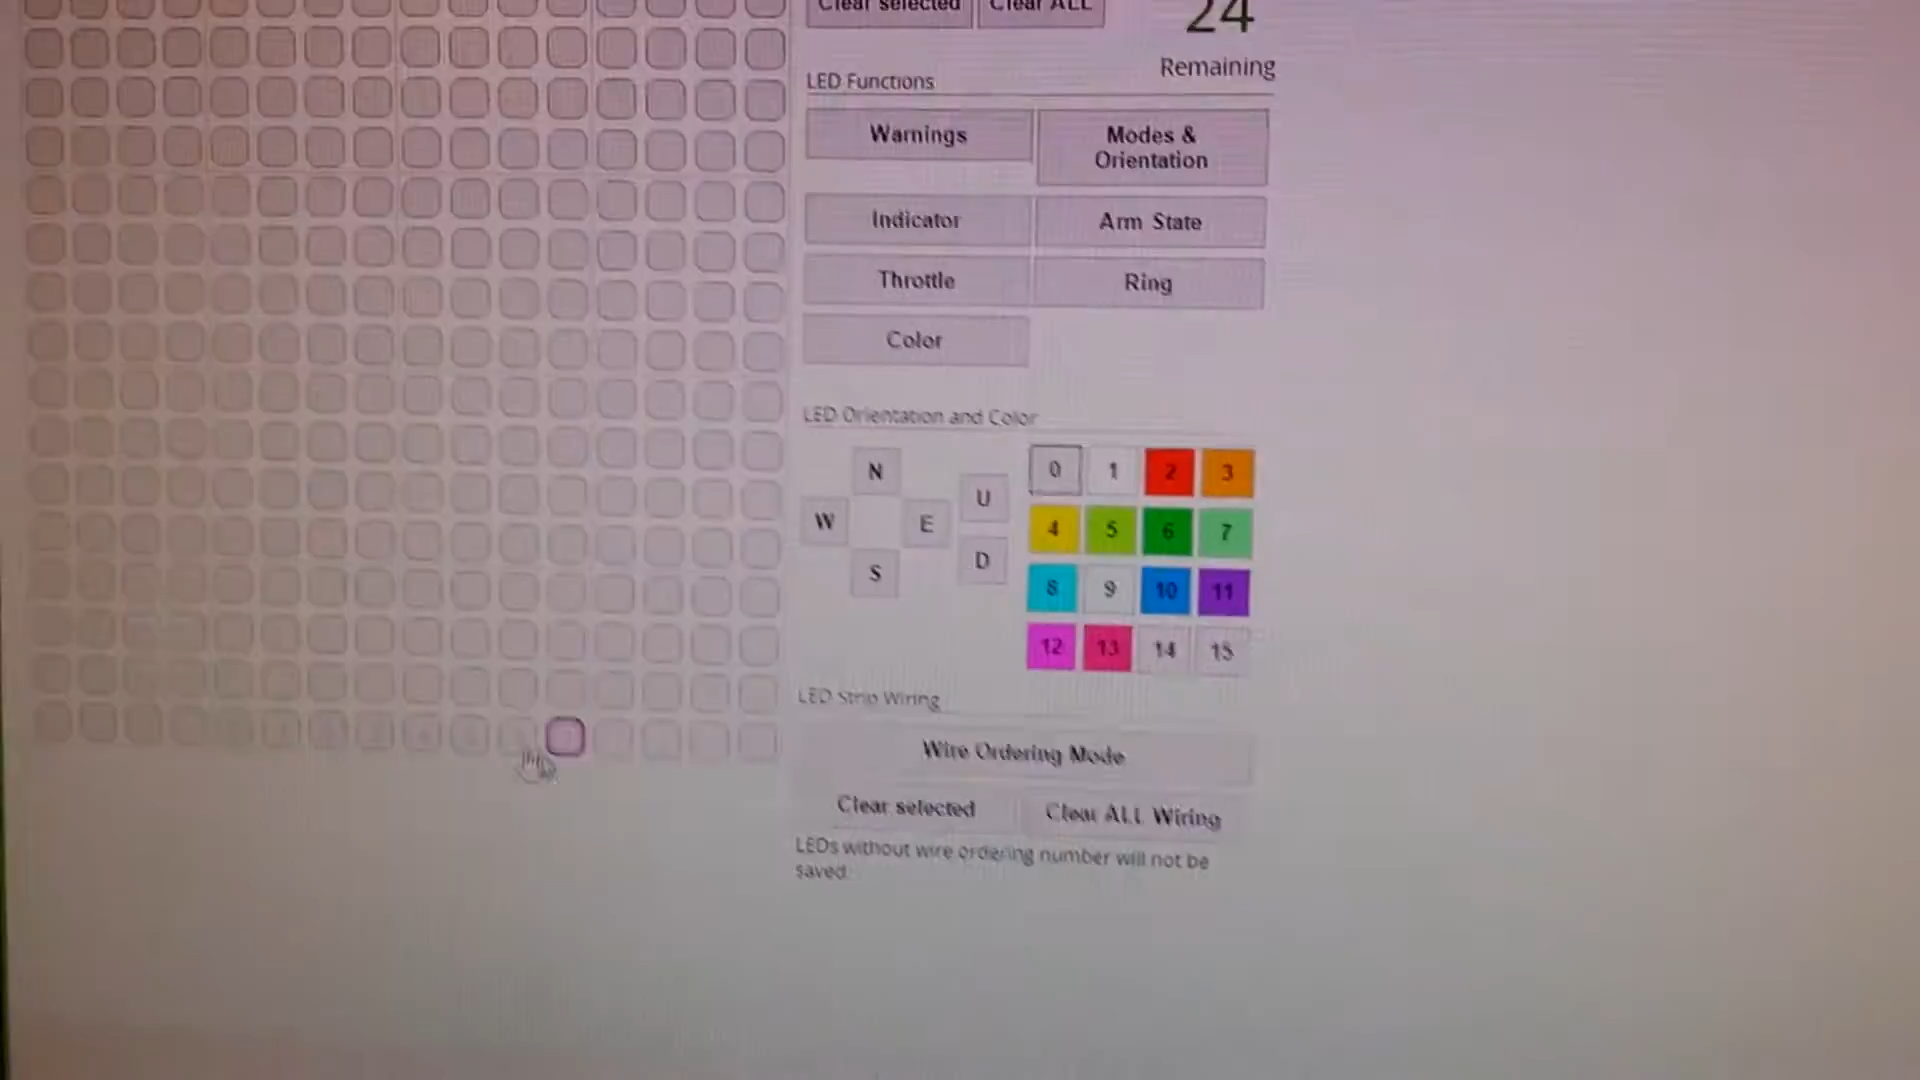 Clear selected Clear ALL
24
Remaining
LED Functions
Warnings
Modes &
Orientation
Indicator
Arm State
Throttle
Ring
Color
LED Orientation and Color
N
W
E
S
U
D
0 1 2 3
4 5 6 7
8 9 10 11
12 13 14 15
LED Strip Wiring
Wire Ordering Mode
Clear selected
Clear ALL Wiring
LEDs without wire ordering number will not be
saved.